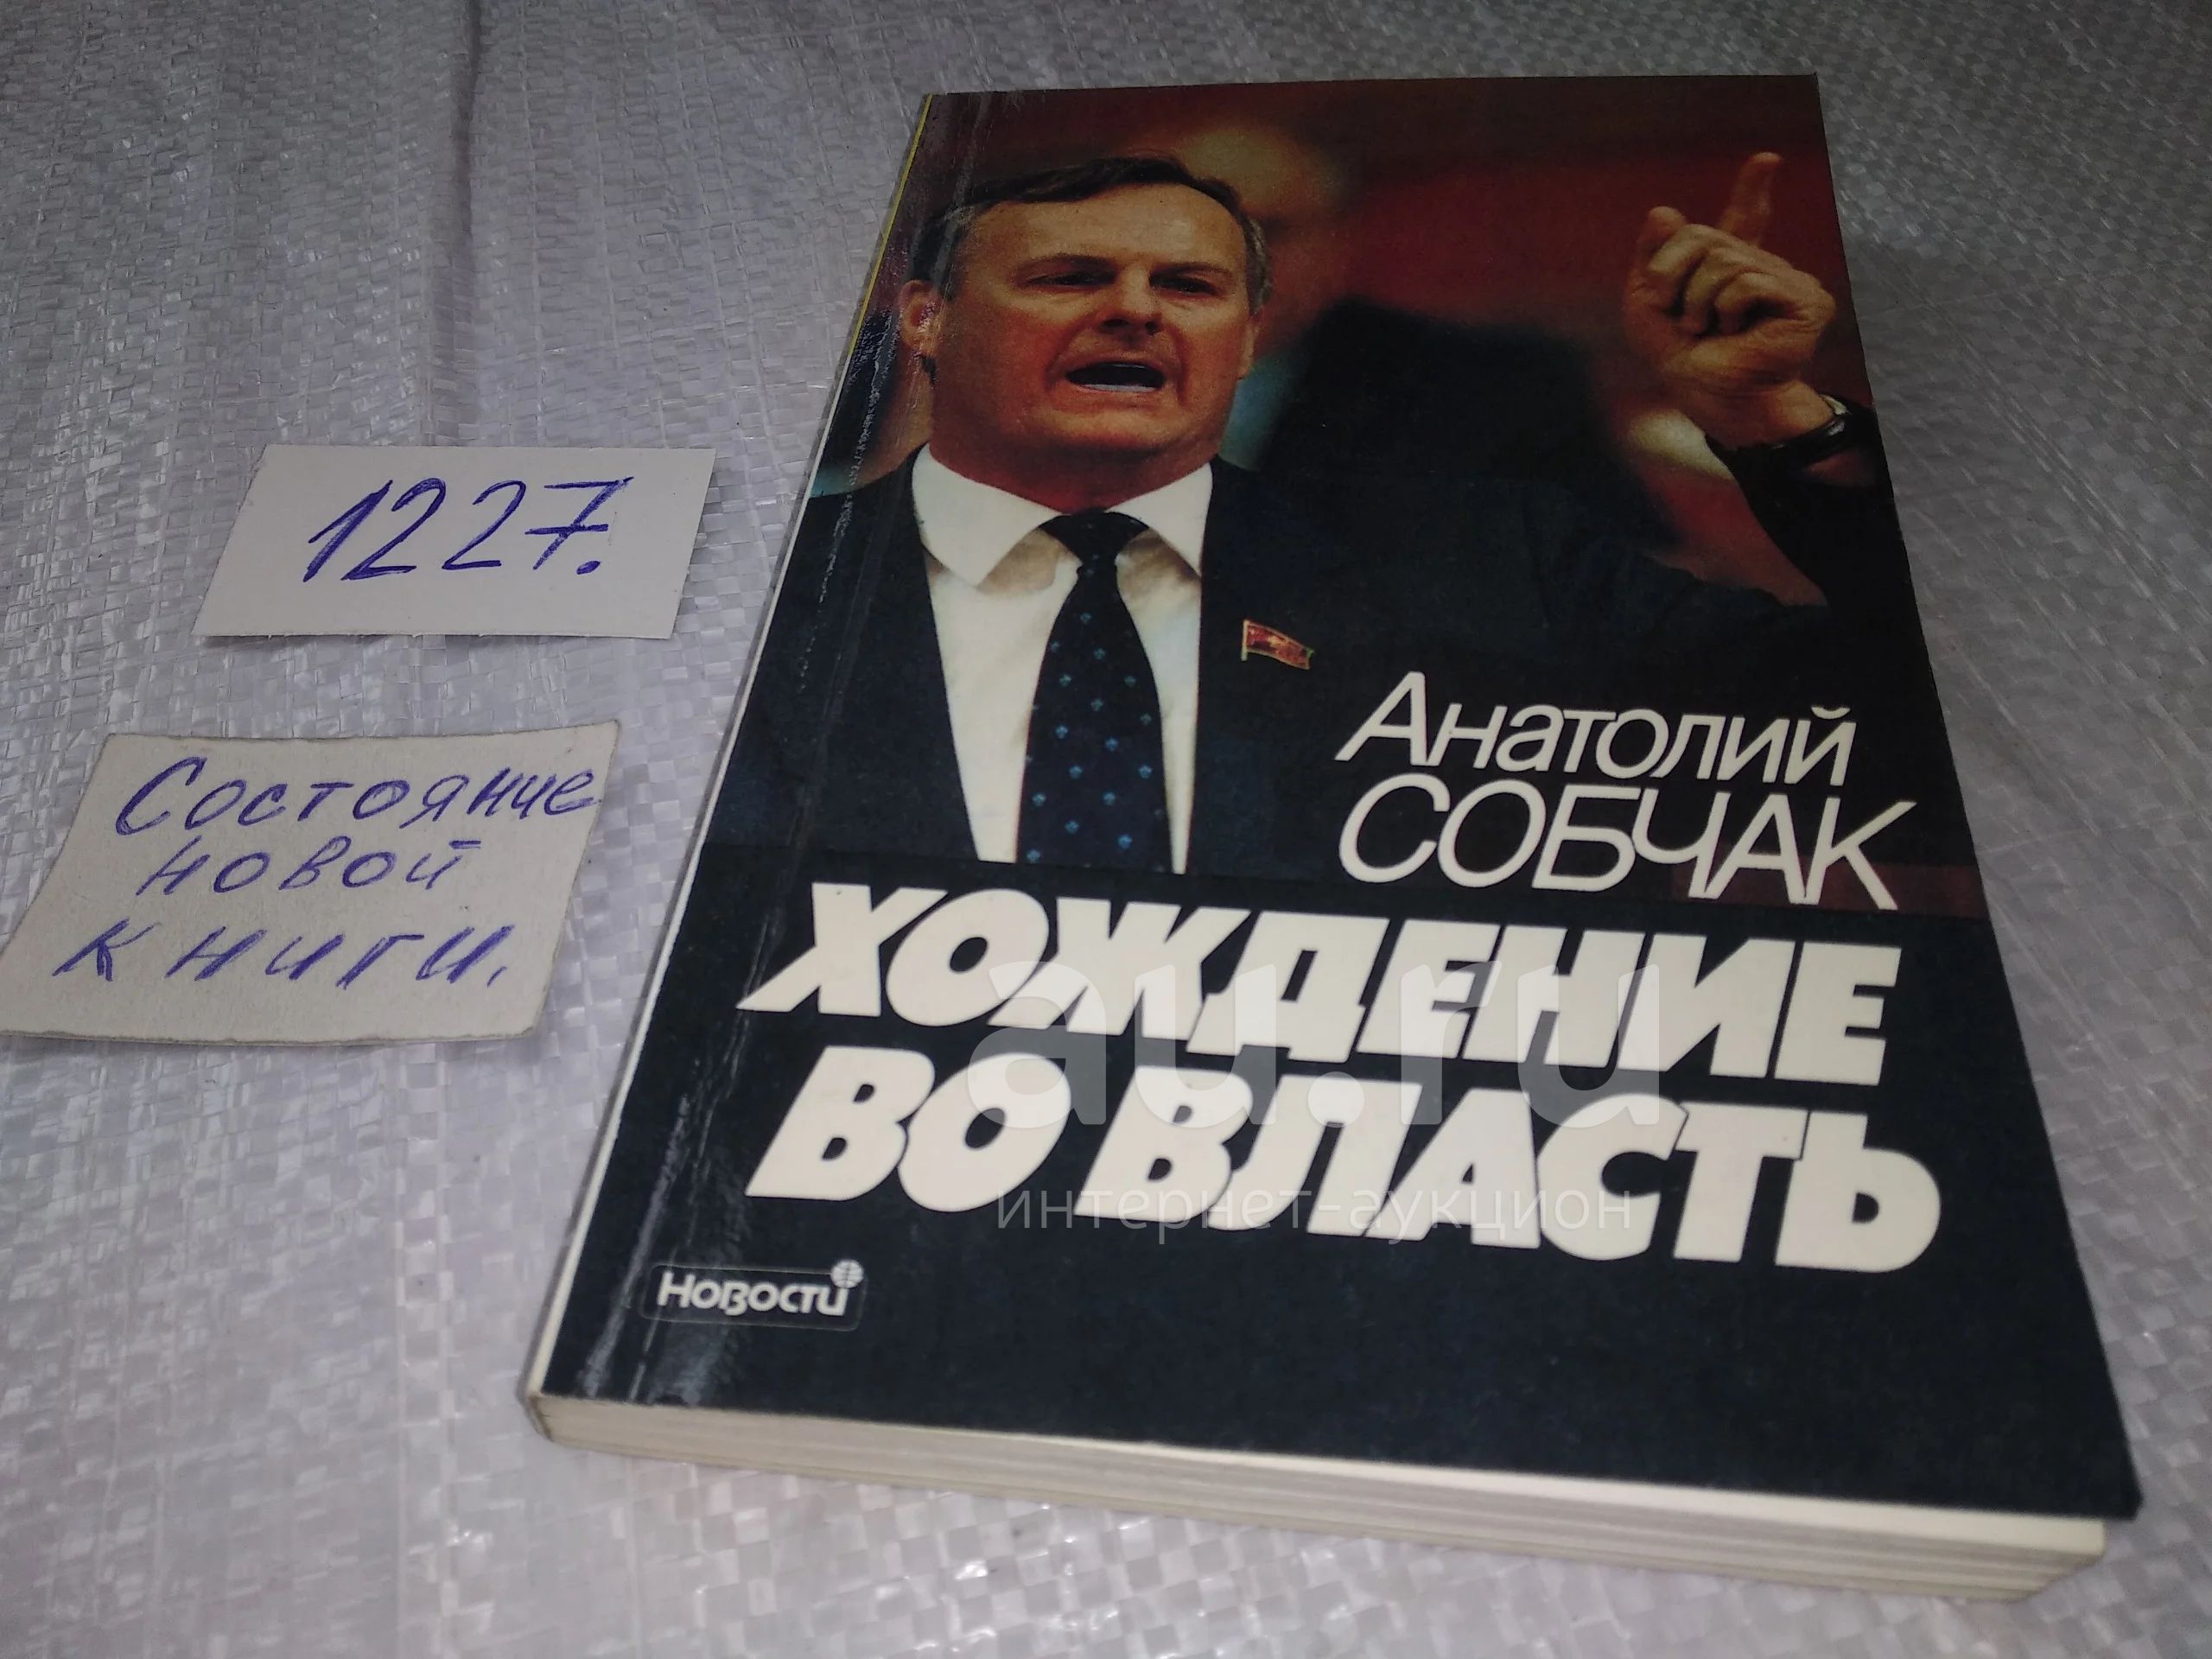 1227.
Состояние
новой
книги.
Анатолий
СОБЧАК
ХОЖДЕНИЕ
ВО ВЛАСТЬ
Новости
au.ru
интернет-аукцион